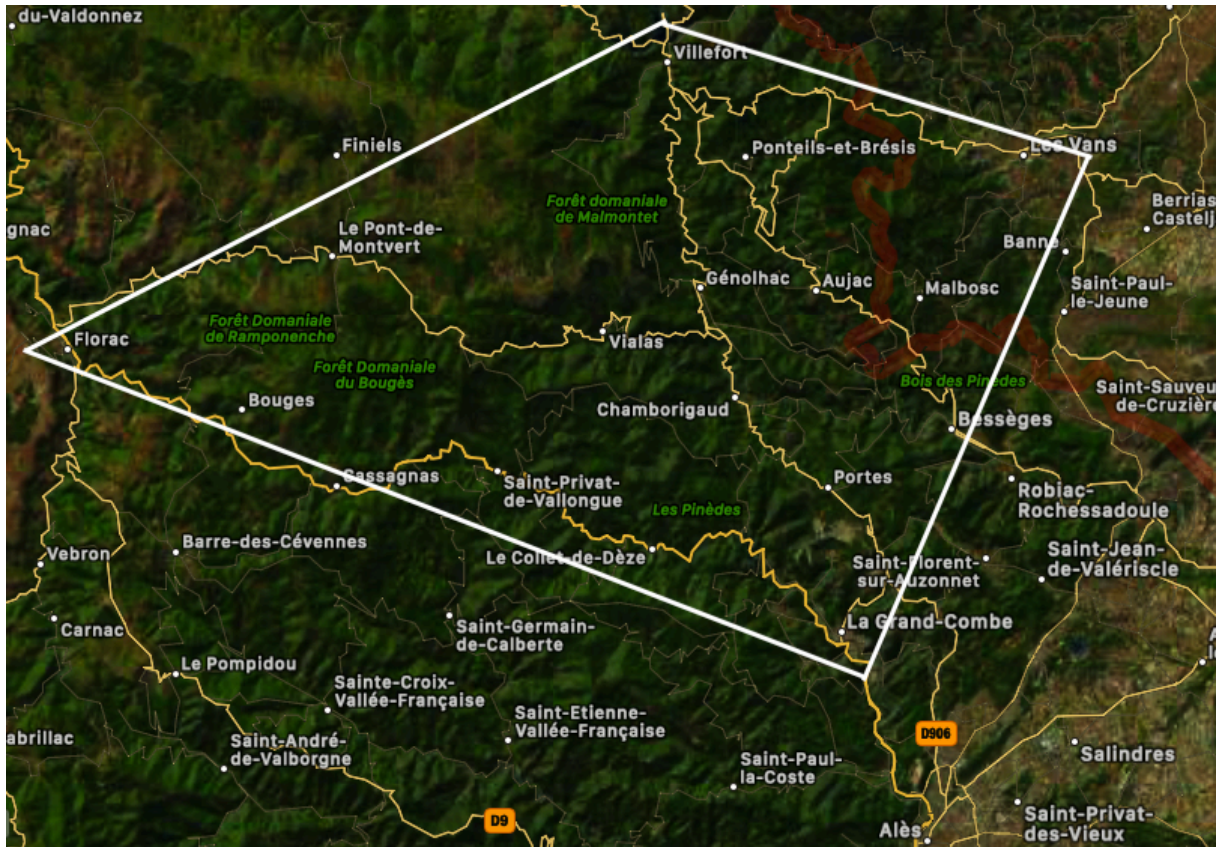 du-Valdonnez
Villefort
Finiels
Ponteils-et-Brésis
Les Vans
Forêt domaniale
de Malmontet
Berrias
Castelj
gnac
Le Pont-de-
Montvert
Banne
Génolhac
Aujac
Malbosc
Saint-Paul-
le-Jeune
Forêt Domaniale
de Ramponenche
Florac
Vialas
Forêt Domaniale
du Bougès
Bois des Pinèdes
Saint-Sauveu
de-Cruzière
Bouges
Chamborigaud
Bessèges
Cassagnas
Saint-Privat-
de-Vallongue
Portes
Robiac-
Rochessadoule
Les Pinèdes
Barre-des-Cévennes
Vebron
Le Collet-de-Dèze
Saint-Florent-
sur-Auzonnet
Saint-Jean-
de-Valériscle
Carnac
Saint-Germain-
de-Calberte
La Grand-Combe
Le Pompidou
Sainte-Croix-
Vallée-Française
Saint-Etienne-
Vallée-Française
D906
abrillac
Saint-André-
de-Valborgne
Saint-Paul-
la-Coste
Salindres
D9
Alès
Saint-Privat-
des-Vieux